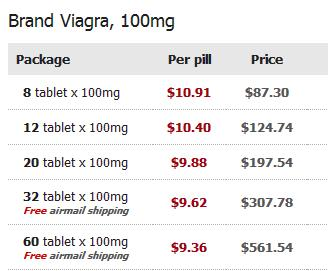 Brand Viagra, 100mg
Package Per pill Price
8 tablet x 100mg $10.91 $87.30
12 tablet x 100mg $10.40 $124.74
20 tablet x 100mg $9.88 $197.54
32 tablet x 100mg $9.62 $307.78
Free airmail shipping
60 tablet x 100mg $9.36 $561.54
Free airmail shipping